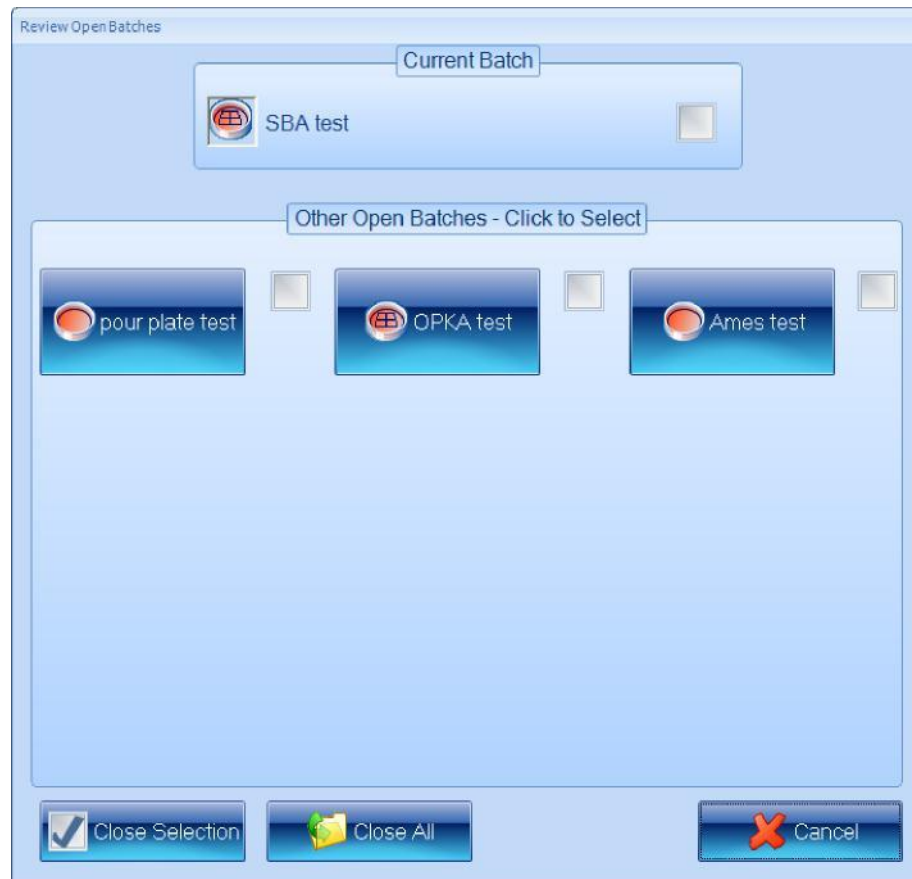 Review Open Batches
Current Batch
SBA test
Other Open Batches - Click to Select
pour plate test
OPKA test
Ames test
Close Selection
Close All
Cancel